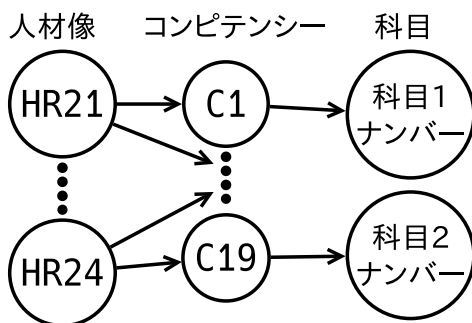 人材像
コンピテンシー
科目
HR21
C1
科目1
ナンバー
HR24
C19
科目2
ナンバー